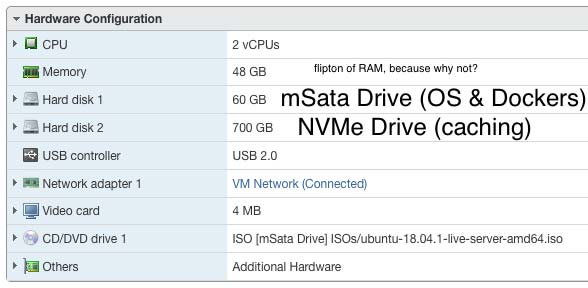 Hardware Configuration
CPU 2 vCPUs
Memory 48 GB flipton of RAM, because why not?
Hard disk 1 60 GB mSata Drive (OS & Dockers)
Hard disk 2 700 GB NVMe Drive (caching)
USB controller USB 2.0
Network adapter 1 VM Network (Connected)
Video card 4 MB
CD/DVD drive 1 ISO [mSata Drive] ISOs/ubuntu-18.04.1-live-server-amd64.iso
Others Additional Hardware